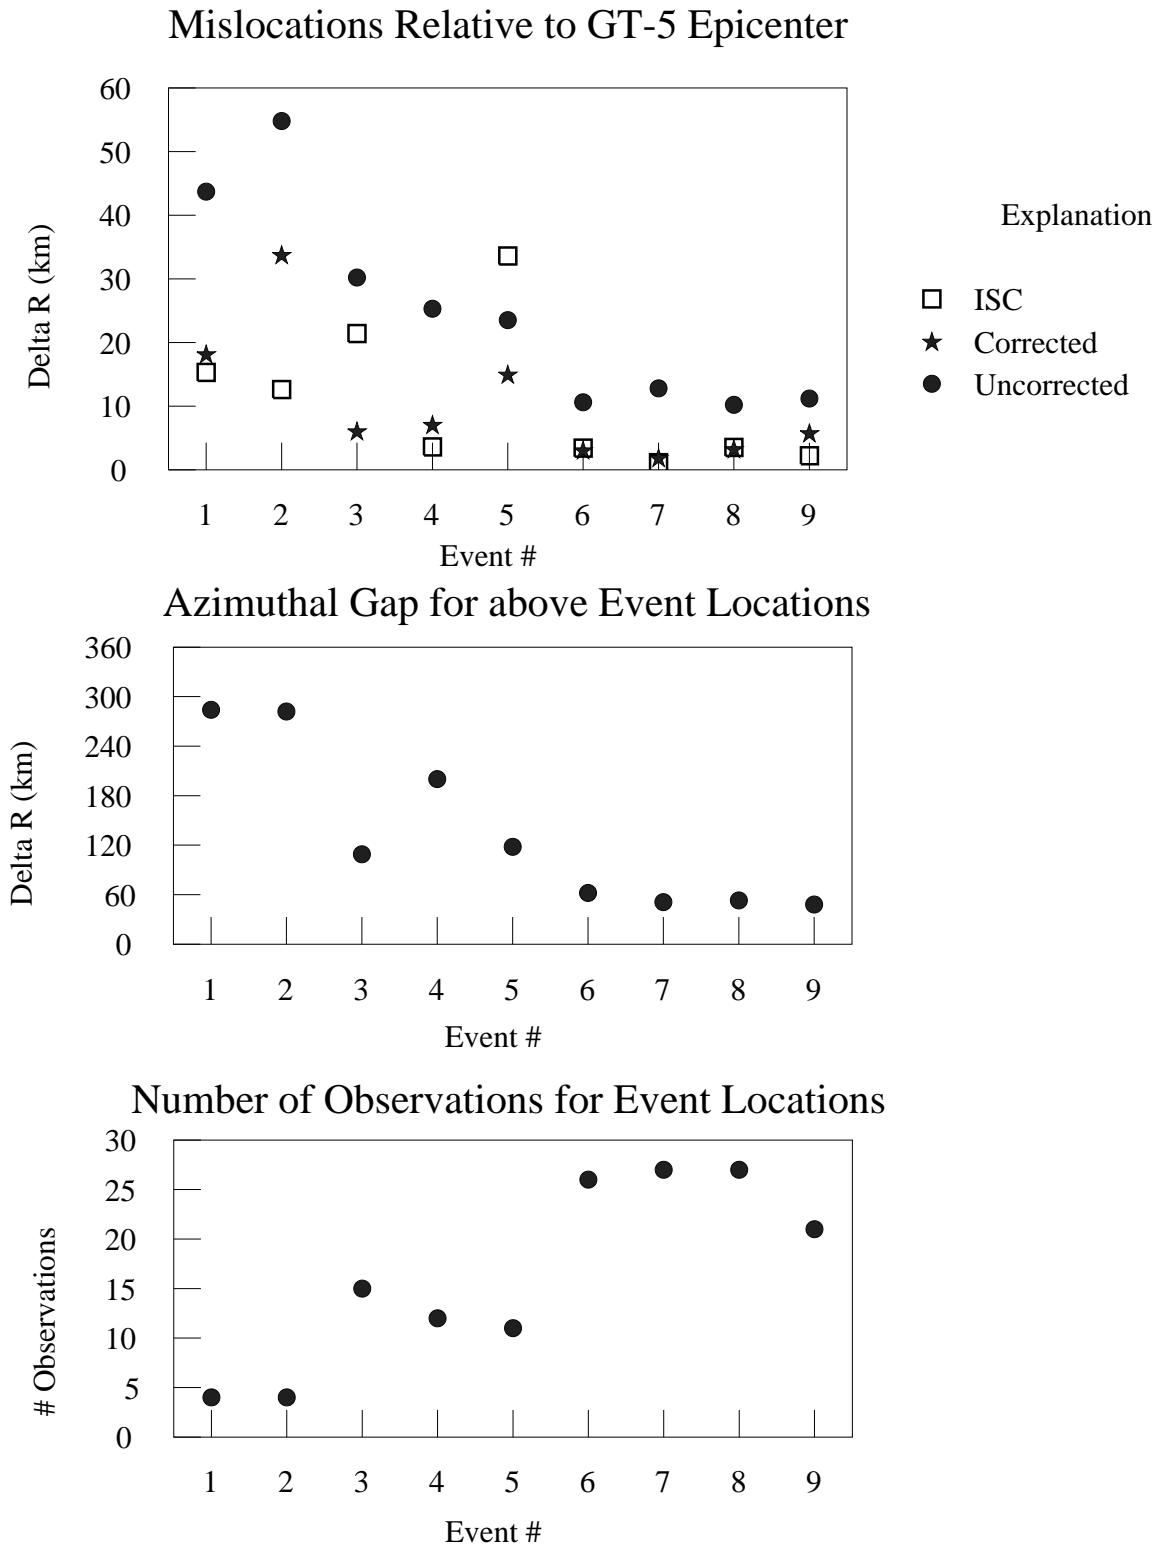 Mislocations Relative to GT-5 Epicenter
60
50
40
30
20
10
0
Delta R (km)
1 2 3 4 5 6 7 8 9
Event #
Explanation
ISC
Corrected
Uncorrected
Azimuthal Gap for above Event Locations
360
300
240
180
120
60
0
Delta R (km)
1 2 3 4 5 6 7 8 9
Event #
Number of Observations for Event Locations
30
25
20
15
10
5
0
# Observations
1 2 3 4 5 6 7 8 9
Event #